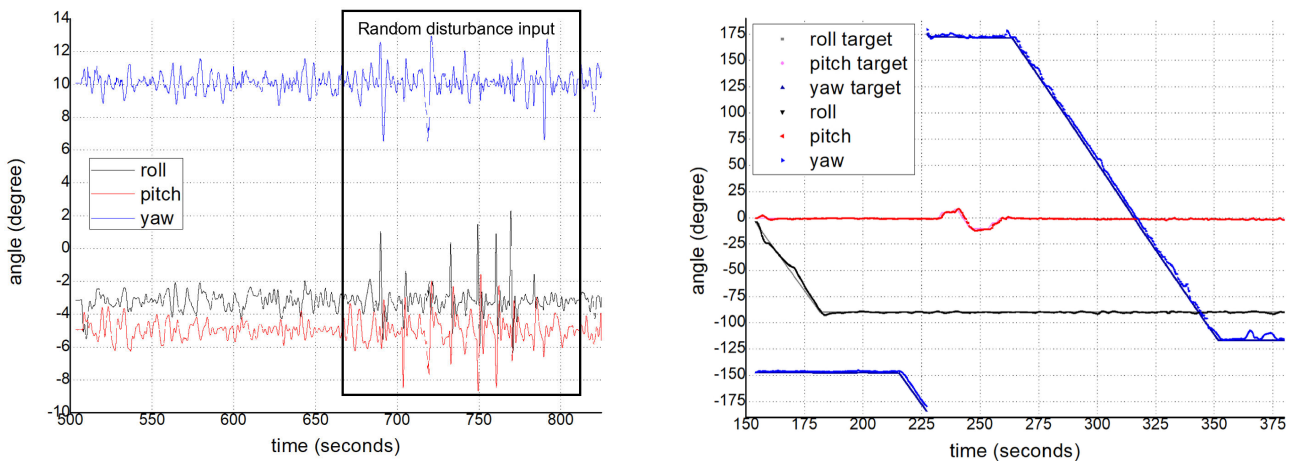 14
12
10
8
6
4
2
0
-2
-4
-6
-8
-10
angle (degree)
Random disturbance input
roll
pitch
yaw
500 550 600 650 700 750 800
time (seconds)
175
150
125
100
75
50
25
0
-25
-50
-75
-100
-125
-150
-175
angle (degree)
roll target
pitch target
yaw target
roll
pitch
yaw
150 175 200 225 250 275 300 325 350 375
time (seconds)